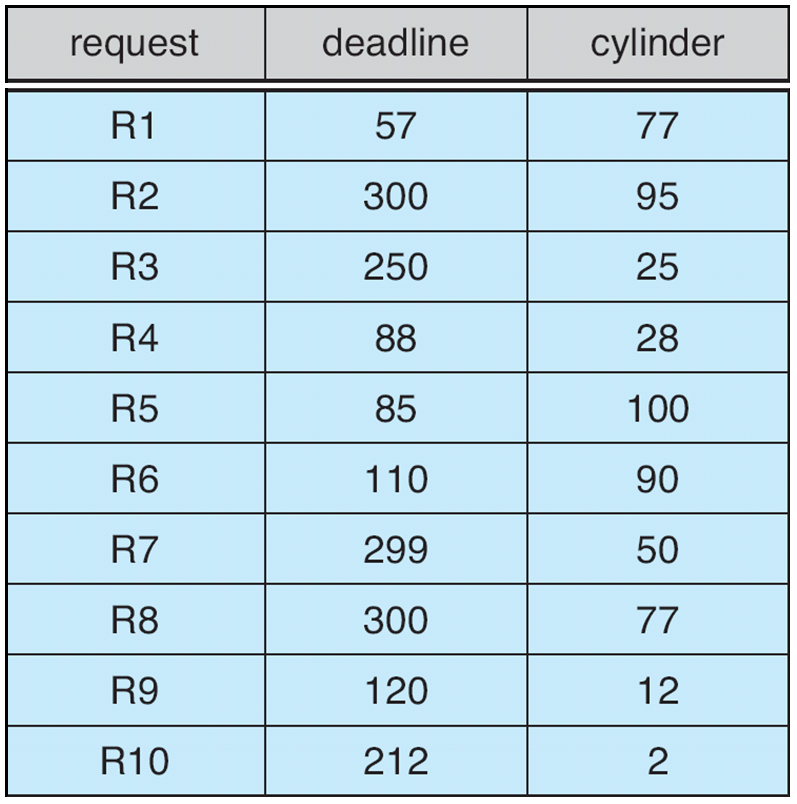 request deadline cylinder
R1 57 77
R2 300 95
R3 250 25
R4 88 28
R5 85 100
R6 110 90
R7 299 50
R8 300 77
R9 120 12
R10 212 2